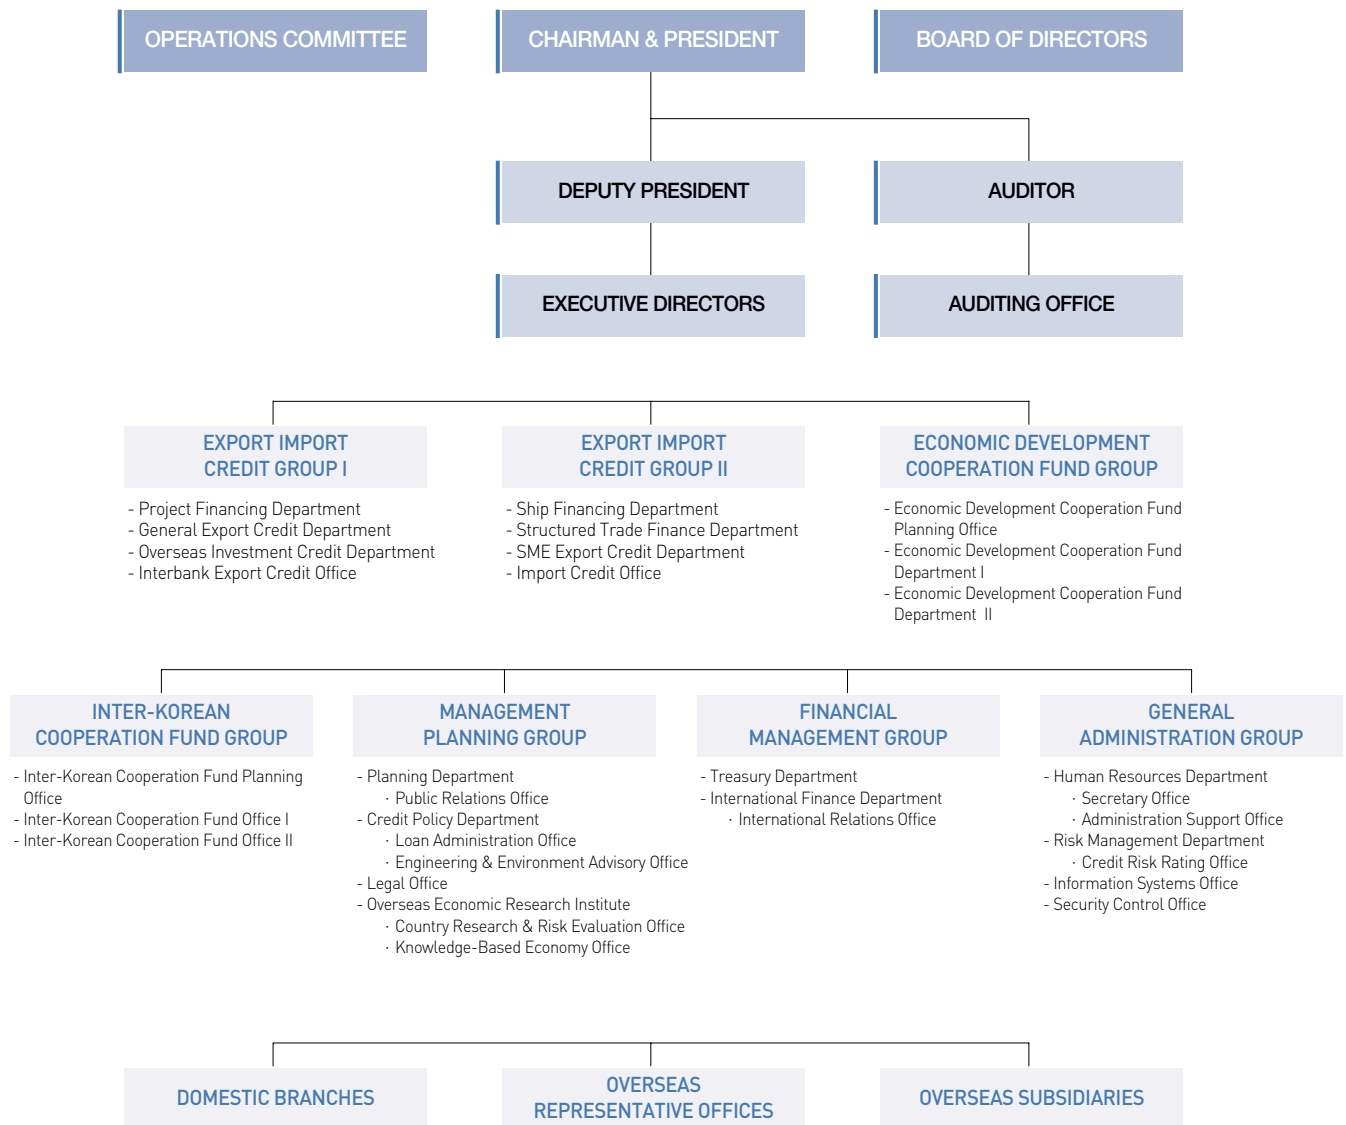 OPERATIONS COMMITTEE
CHAIRMAN & PRESIDENT
BOARD OF DIRECTORS
DEPUTY PRESIDENT
AUDITOR
EXECUTIVE DIRECTORS
AUDITING OFFICE
EXPORT IMPORT
CREDIT GROUP I
- Project Financing Department
- General Export Credit Department
- Overseas Investment Credit Department
- Interbank Export Credit Office
EXPORT IMPORT
CREDIT GROUP II
- Ship Financing Department
- Structured Trade Finance Department
- SME Export Credit Department
- Import Credit Office
ECONOMIC DEVELOPMENT
COOPERATION FUND GROUP
- Economic Development Cooperation Fund
Planning Office
- Economic Development Cooperation Fund
Department I
- Economic Development Cooperation Fund
Department II
INTER-KOREAN
COOPERATION FUND GROUP
- Inter-Korean Cooperation Fund Planning
Office
- Inter-Korean Cooperation Fund Office I
- Inter-Korean Cooperation Fund Office II
MANAGEMENT
PLANNING GROUP
- Planning Department
· Public Relations Office
- Credit Policy Department
· Loan Administration Office
· Engineering & Environment Advisory Office
- Legal Office
- Overseas Economic Research Institute
· Country Research & Risk Evaluation Office
· Knowledge-Based Economy Office
FINANCIAL
MANAGEMENT GROUP
- Treasury Department
- International Finance Department
· International Relations Office
GENERAL
ADMINISTRATION GROUP
- Human Resources Department
· Secretary Office
· Administration Support Office
- Risk Management Department
· Credit Risk Rating Office
- Information Systems Office
- Security Control Office
DOMESTIC BRANCHES
OVERSEAS
REPRESENTATIVE OFFICES
OVERSEAS SUBSIDIARIES